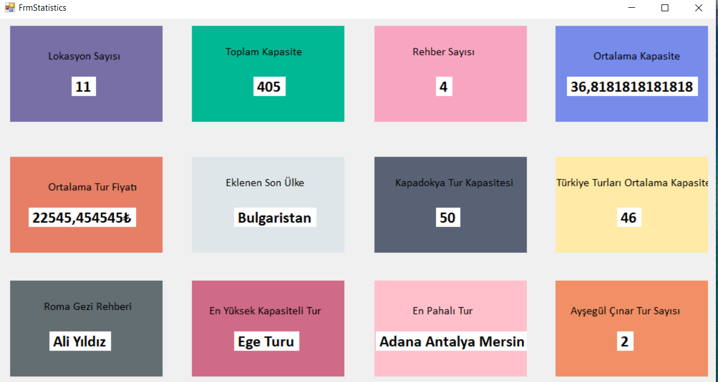 FrmStatistics
Lokasyon Sayısı
11
Toplam Kapasite
405
Rehber Sayısı
4
Ortalama Kapasite
36,8181818181818
Ortalama Tur Fiyatı
22545,454545₺
Eklenen Son Ülke
Bulgaristan
Kapadokya Tur Kapasitesi
50
Türkiye Turları Ortalama Kapasite
46
Roma Gezi Rehberi
Ali Yıldız
En Yüksek Kapasiteli Tur
Ege Turu
En Pahalı Tur
Adana Antalya Mersin
Ayşegül Çınar Tur Sayısı
2